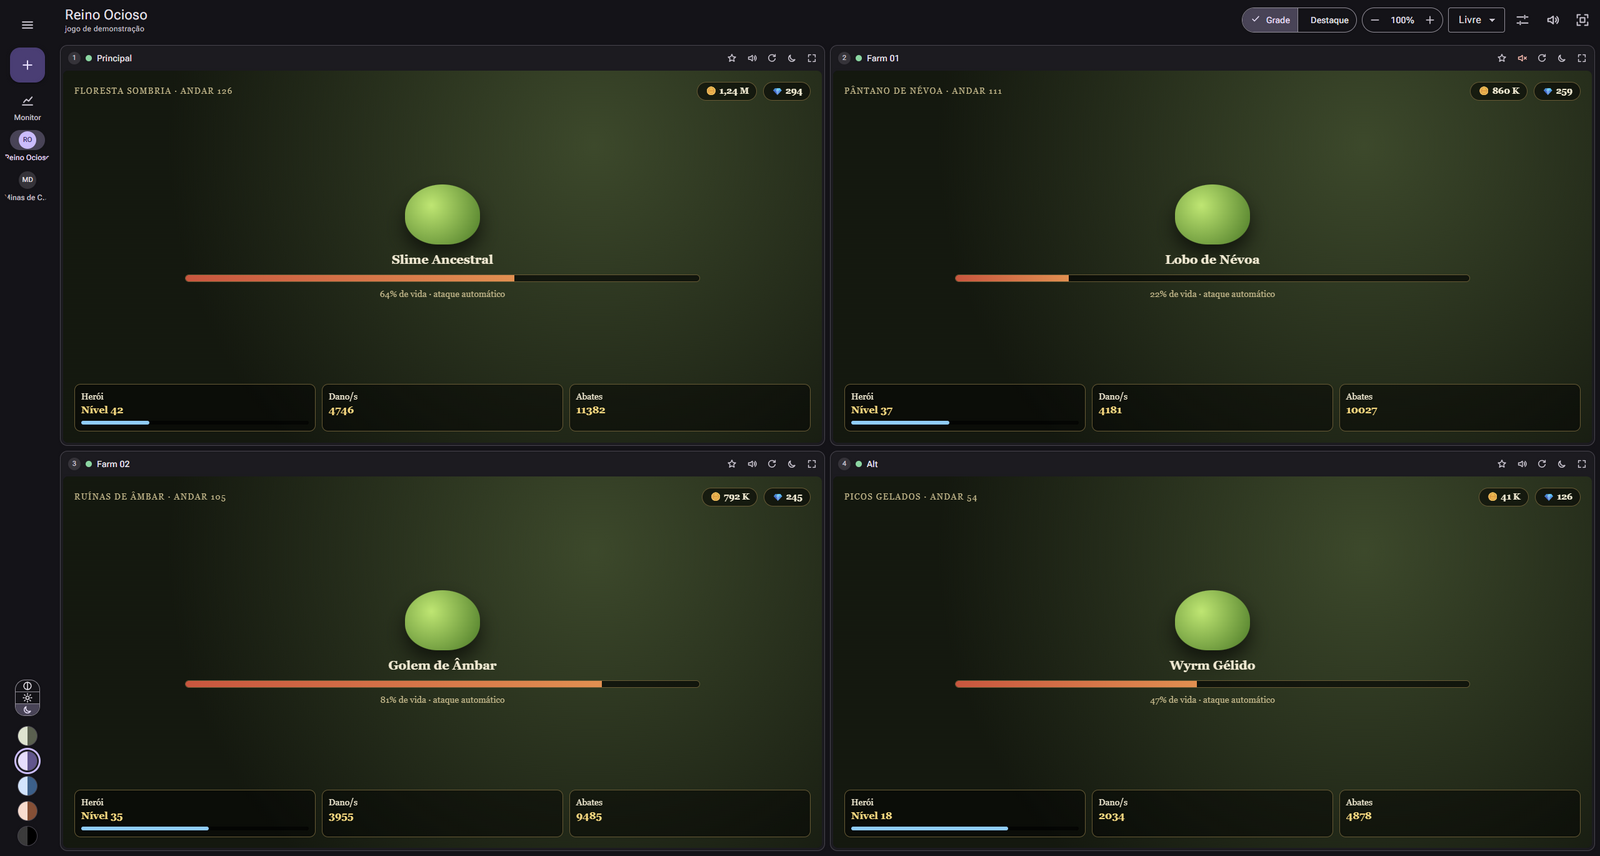 Reino Ocioso
jogo de demonstração
Grade
Destaque
100%
Livre
Monitor
RO
Reino Ocios
MD
Minas de C..
1
Principal
FLORESTA SOMBRIA · ANDAR 126
1,24 M
294
Slime Ancestral
64% de vida · ataque automático
Herói
Nível 42
Dano/s
4746
Abates
11382
2
Farm 01
PÂNTANO DE NÉVOA · ANDAR 111
860 K
259
Lobo de Névoa
22% de vida · ataque automático
Herói
Nível 37
Dano/s
4181
Abates
10027
3
Farm 02
RUÍNAS DE ÂMBAR · ANDAR 105
792 K
245
Golem de Âmbar
81% de vida · ataque automático
Herói
Nível 35
Dano/s
3955
Abates
9485
4
Alt
PICOS GELADOS · ANDAR 54
41 K
126
Wyrm Gélido
47% de vida · ataque automático
Herói
Nível 18
Dano/s
2034
Abates
4878